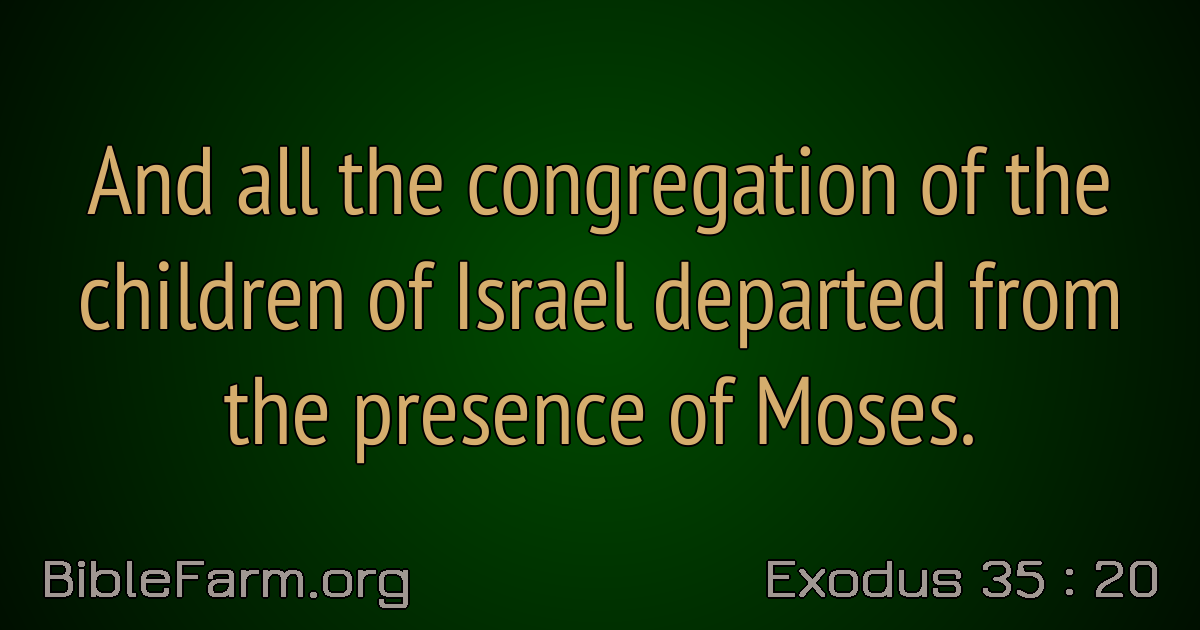 And all the congregation of the
children of Israel departed from
the presence of Moses.
BibleFarm.org
Exodus 35 : 20